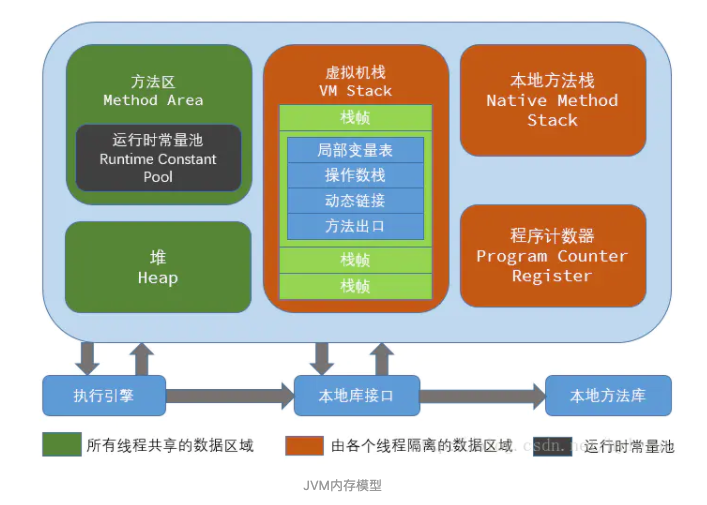 方法区
Method Area
运行时常量池
Runtime Constant
Pool
堆
Heap
虚拟机栈
VM Stack
栈帧
局部变量表
操作数栈
动态链接
方法出口
栈帧
栈帧
本地方法栈
Native Method
Stack
程序计数器
Program Counter
Register
执行引擎
本地库接口
本地方法库
所有线程共享的数据区域
由各个线程隔离的数据区域
运行时常量池
JVM内存模型